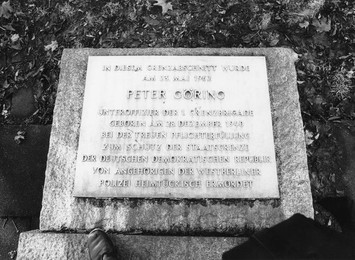 IN DIESEM GRENZABSCHNITT WURDE
AM 23. MAI 1962
PETER GÖRING
UNTEROFFIZIER DER 1. GRENZBRIGADE
GEBOREN AM 28. DEZEMBER 1940
BEI DER TREUEN PFLICHTERFÜLLUNG
ZUM SCHUTZ DER STAATSGRENZE
DER DEUTSCHEN DEMOKRATISCHEN REPUBLIK
VON ANGEHÖRIGEN DER WESTBERLINER
POLIZEI HEIMTÜCKISCH ERMORDET